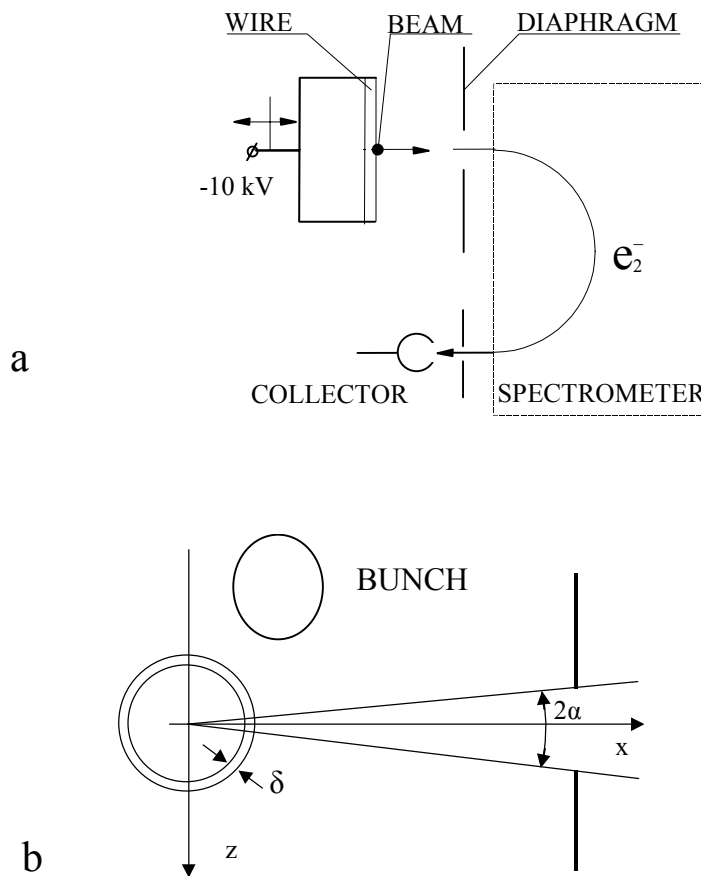 WIRE BEAM DIAPHRAGM
-10 kV
e₂⁻
a
COLLECTOR SPECTROMETER
BUNCH
2α
x
δ
z
b